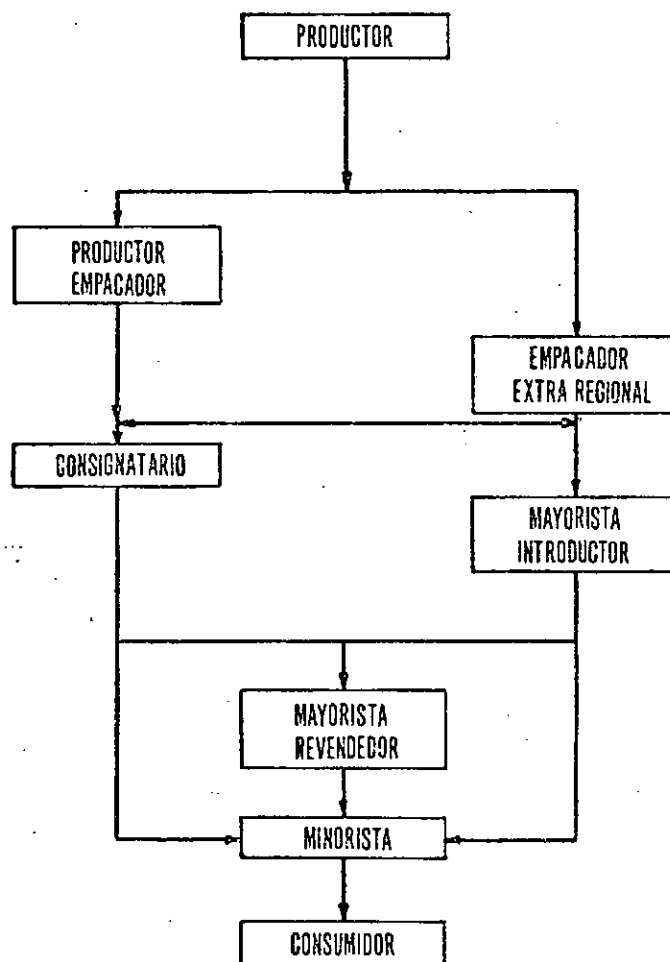 PRODUCTOR
PRODUCTOR
EMPACADOR
EMPACADOR
EXTRA REGIONAL
CONSIGNATARIO
MAYORISTA
INTRODUCTOR
MAYORISTA
REVENDEDOR
MINORISTA
CONSUMIDOR